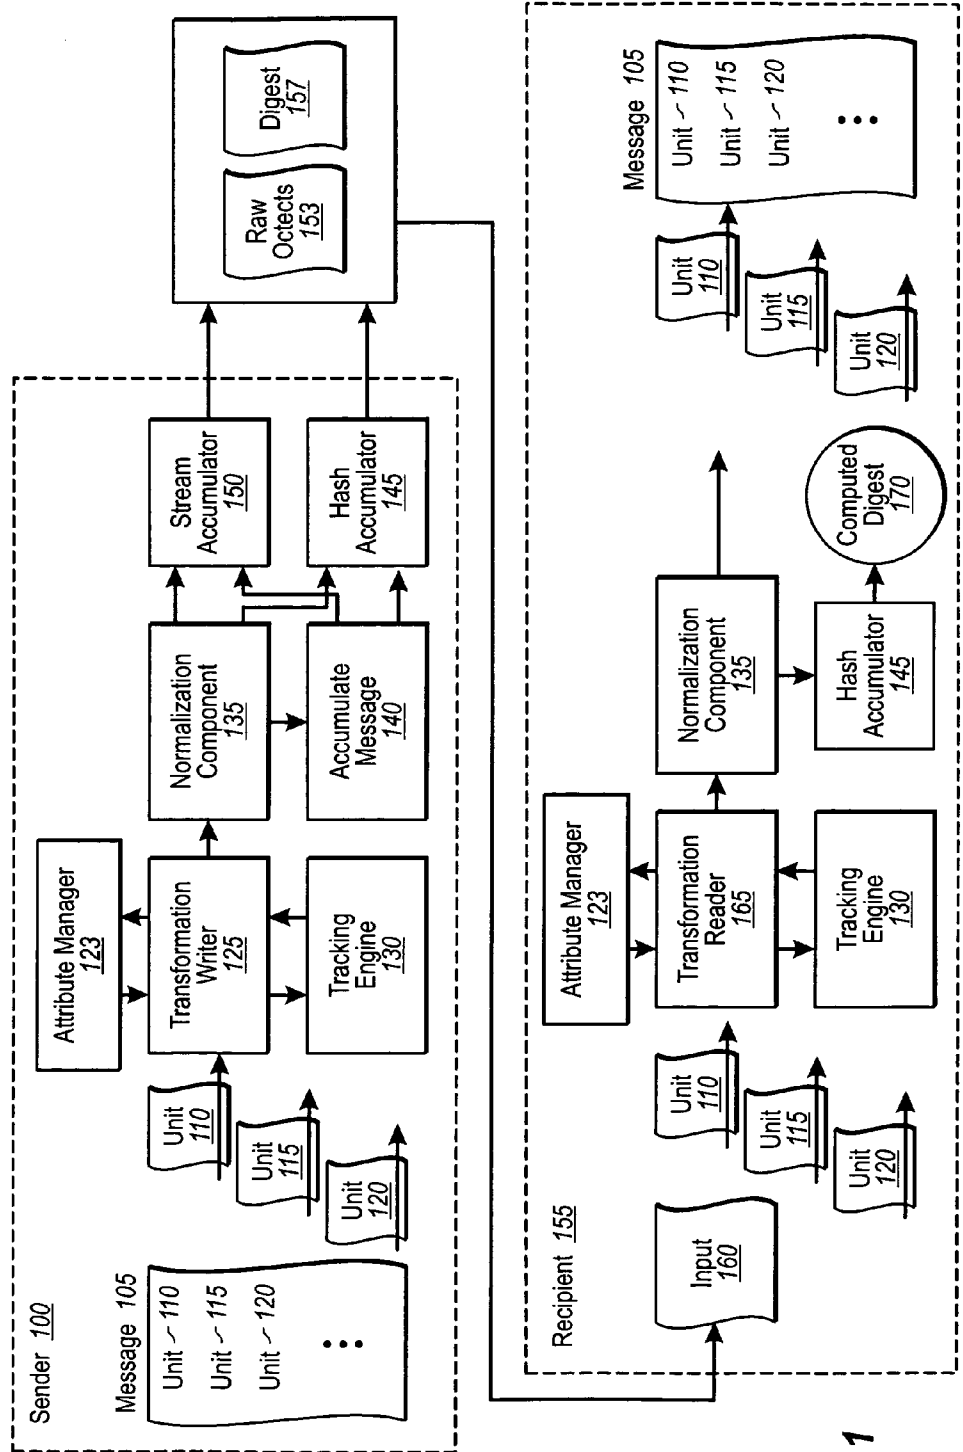 Sender 100
Message 105
Unit 110
Unit 115
Unit 120
Unit
110
Unit
115
Unit
120
Attribute Manager
123
Transformation
Writer
125
Tracking
Engine
130
Normalization
Component
135
Accumulate
Message
140
Stream
Accumulator
150
Hash
Accumulator
145
Raw
Octects
153
Digest
157
Recipient 155
Input
160
Unit
110
Unit
115
Unit
120
Attribute Manager
123
Transformation
Reader
165
Tracking
Engine
130
Normalization
Component
135
Hash
Accumulator
145
Computed
Digest
170
Unit
110
Unit
115
Unit
120
Message 105
Unit 110
Unit 115
Unit 120
1